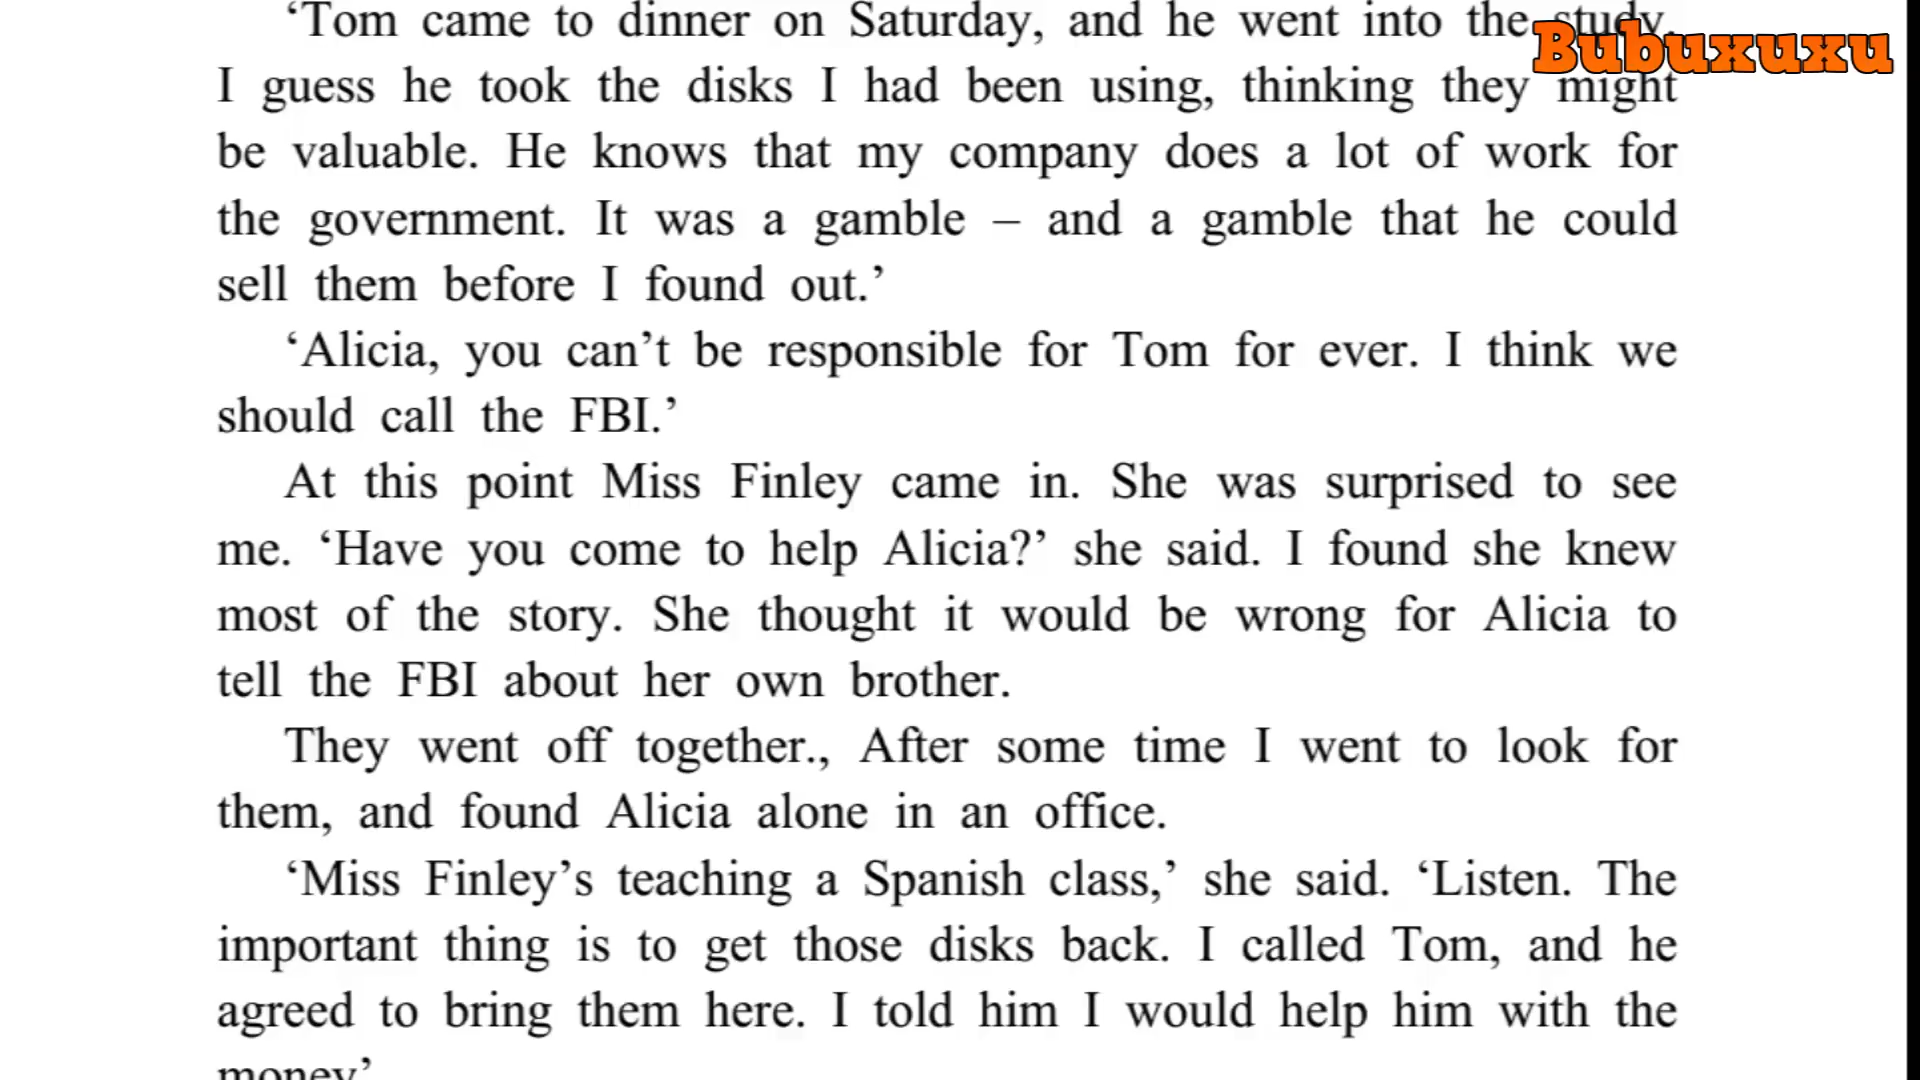 ‘Tom came to dinner on Saturday, and he went into the study.
Bubuxuxu
I guess he took the disks I had been using, thinking they might
be valuable. He knows that my company does a lot of work for
the government. It was a gamble – and a gamble that he could
sell them before I found out.’
‘Alicia, you can’t be responsible for Tom for ever. I think we
should call the FBI.’
At this point Miss Finley came in. She was surprised to see
me. ‘Have you come to help Alicia?’ she said. I found she knew
most of the story. She thought it would be wrong for Alicia to
tell the FBI about her own brother.
They went off together., After some time I went to look for
them, and found Alicia alone in an office.
‘Miss Finley’s teaching a Spanish class,’ she said. ‘Listen. The
important thing is to get those disks back. I called Tom, and he
agreed to bring them here. I told him I would help him with the
money’